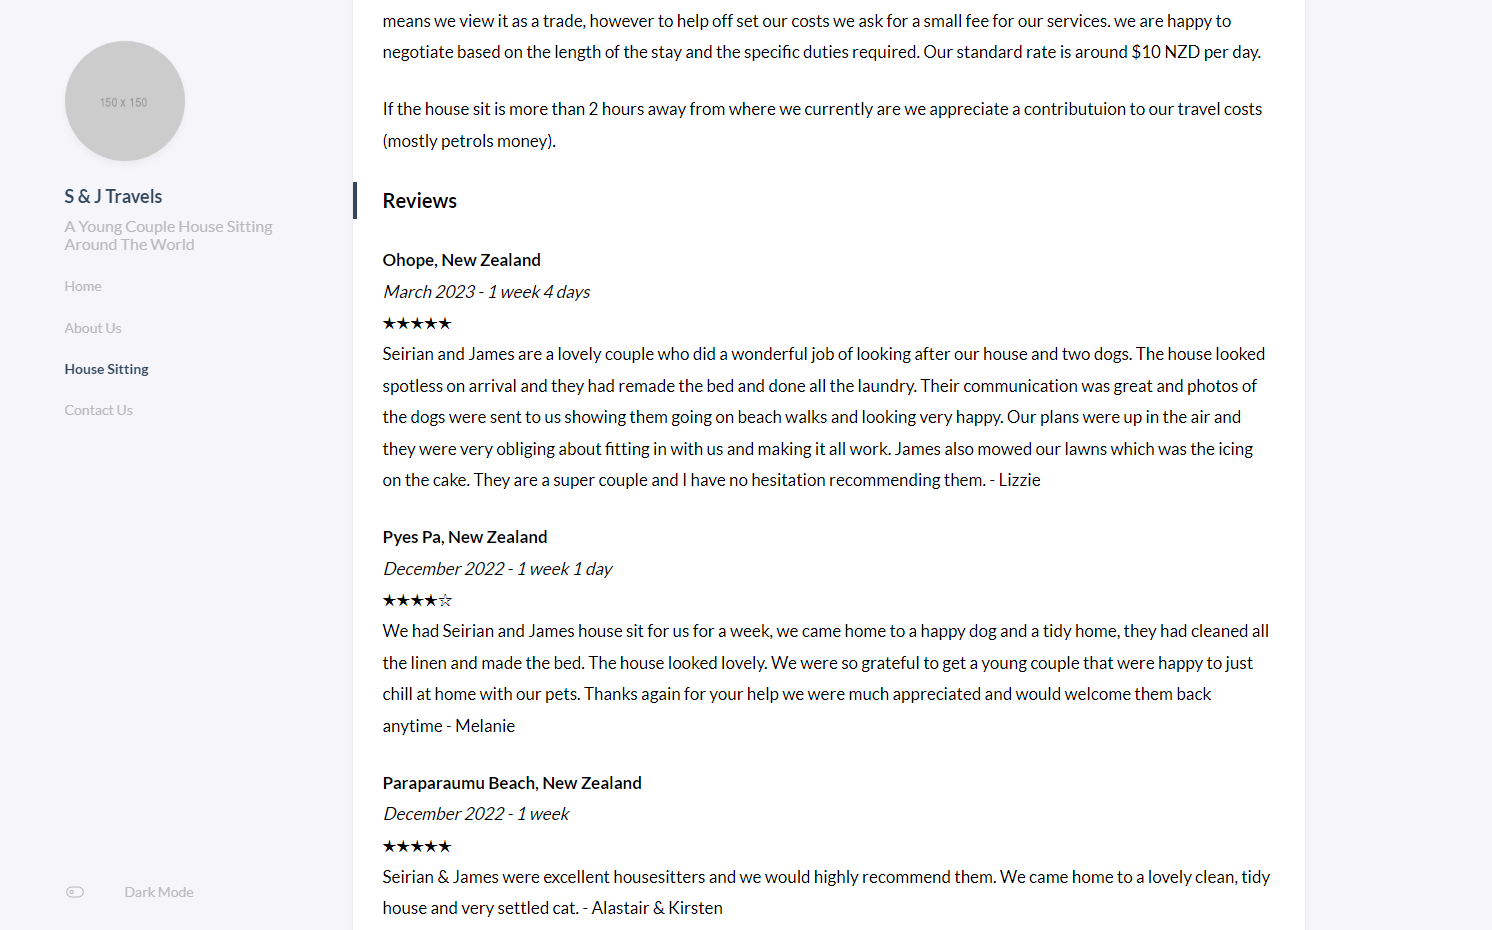 150 x 150
S & J Travels
A Young Couple House Sitting
Around The World
Home
About Us
House Sitting
Contact Us
Dark Mode
means we view it as a trade, however to help off set our costs we ask for a small fee for our services. we are happy to
negotiate based on the length of the stay and the specific duties required. Our standard rate is around $10 NZD per day.
If the house sit is more than 2 hours away from where we currently are we appreciate a contributuion to our travel costs
(mostly petrols money).
Reviews
Ohope, New Zealand
March 2023 - 1 week 4 days
★★★★★
Seirian and James are a lovely couple who did a wonderful job of looking after our house and two dogs. The house looked
spotless on arrival and they had remade the bed and done all the laundry. Their communication was great and photos of
the dogs were sent to us showing them going on beach walks and looking very happy. Our plans were up in the air and
they were very obliging about fitting in with us and making it all work. James also mowed our lawns which was the icing
on the cake. They are a super couple and I have no hesitation recommending them. - Lizzie
Pyes Pa, New Zealand
December 2022 - 1 week 1 day
★★★★☆
We had Seirian and James house sit for us for a week, we came home to a happy dog and a tidy home, they had cleaned all
the linen and made the bed. The house looked lovely. We were so grateful to get a young couple that were happy to just
chill at home with our pets. Thanks again for your help we were much appreciated and would welcome them back
anytime - Melanie
Paraparaumu Beach, New Zealand
December 2022 - 1 week
★★★★★
Seirian & James were excellent housesitters and we would highly recommend them. We came home to a lovely clean, tidy
house and very settled cat. - Alastair & Kirsten